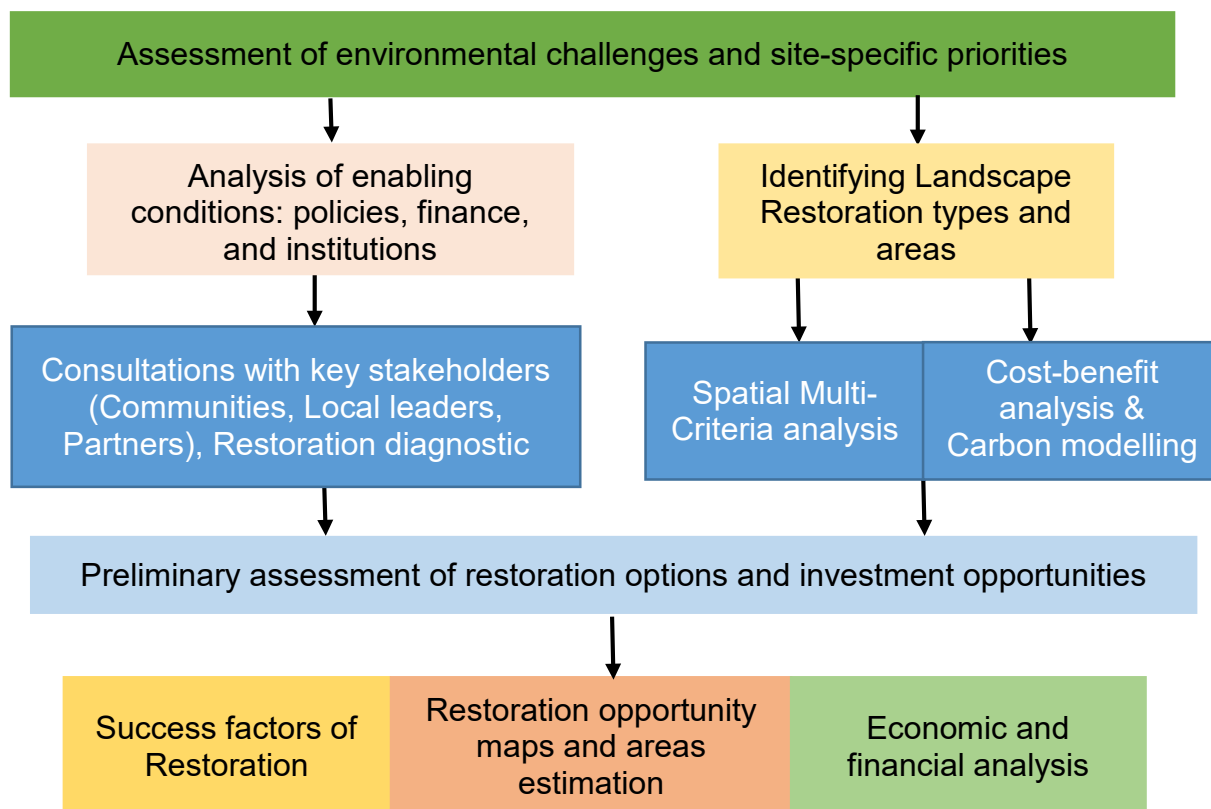 Assessment of environmental challenges and site-specific priorities
Analysis of enabling
conditions: policies, finance,
and institutions
Identifying Landscape
Restoration types and
areas
Consultations with key stakeholders
(Communities, Local leaders,
Partners), Restoration diagnostic
Spatial Multi-
Criteria analysis
Cost-benefit
analysis &
Carbon modelling
Preliminary assessment of restoration options and investment opportunities
Success factors of
Restoration
Restoration opportunity
maps and areas
estimation
Economic and
financial analysis